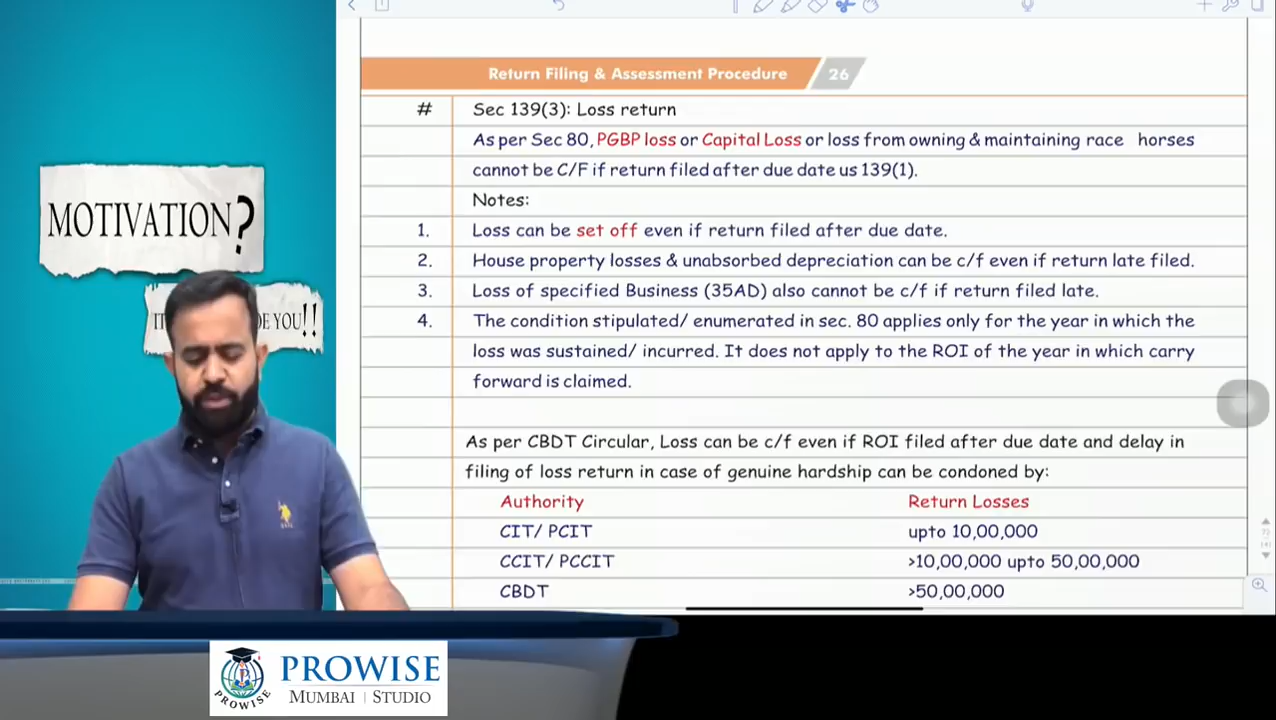 Return Filing & Assessment Procedure 26
# Sec 139(3): Loss return
As per Sec 80, PGBP loss or Capital Loss or loss from owning & maintaining race horses
cannot be C/F if return filed after due date us 139(1).
Notes:
1. Loss can be set off even if return filed after due date.
2. House property losses & unabsorbed depreciation can be c/f even if return late filed.
3. Loss of specified Business (35AD) also cannot be c/f if return filed late.
4. The condition stipulated/ enumerated in sec. 80 applies only for the year in which the
loss was sustained/ incurred. It does not apply to the ROI of the year in which carry
forward is claimed.
As per CBDT Circular, Loss can be c/f even if ROI filed after due date and delay in
filing of loss return in case of genuine hardship can be condoned by:
Authority Return Losses
CIT/ PCIT upto 10,00,000
CCIT/ PCCIT >10,00,000 upto 50,00,000
CBDT >50,00,000
MOTIVATION?
YOU!!
PROWISE
PROWISE
MUMBAI | STUDIO